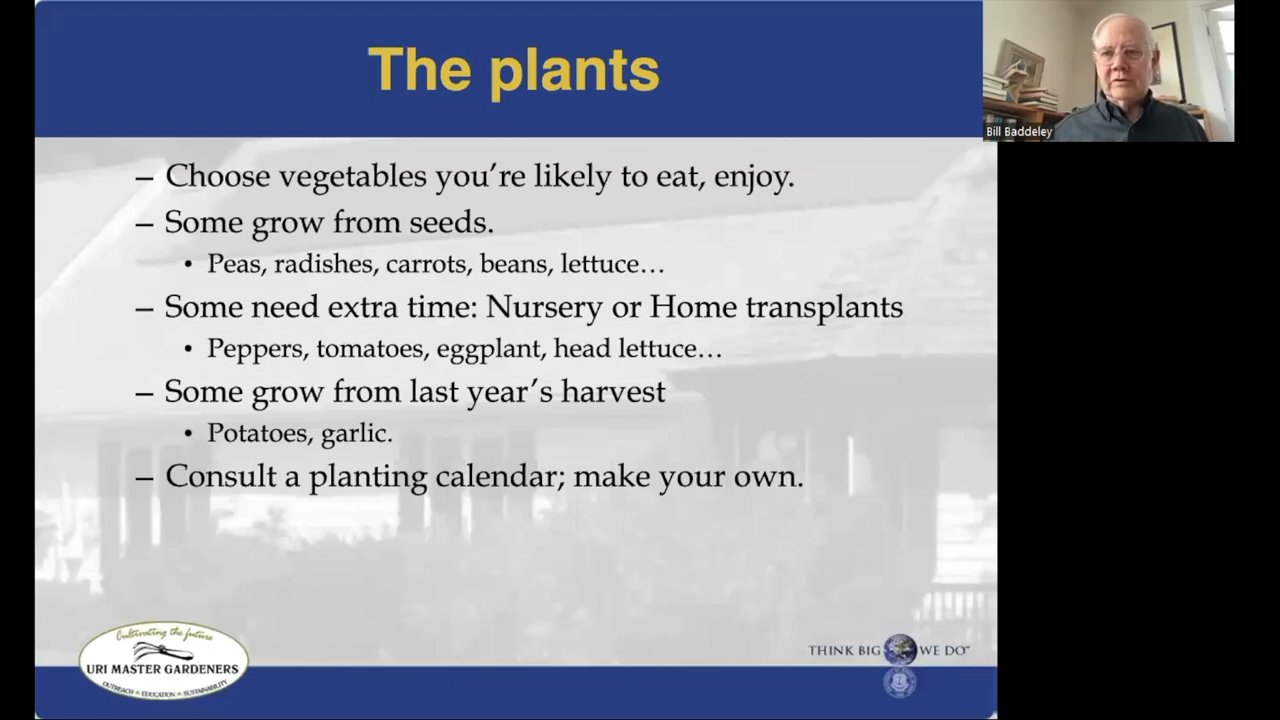 The plants
Bill Baddeley
– Choose vegetables you’re likely to eat, enjoy.
– Some grow from seeds.
• Peas, radishes, carrots, beans, lettuce…
– Some need extra time: Nursery or Home transplants
• Peppers, tomatoes, eggplant, head lettuce…
– Some grow from last year’s harvest
• Potatoes, garlic.
– Consult a planting calendar; make your own.
Cultivating the future
URI MASTER GARDENERS
OUTREACH EDUCATION SUSTAINABILITY
THINK BIG WE DO